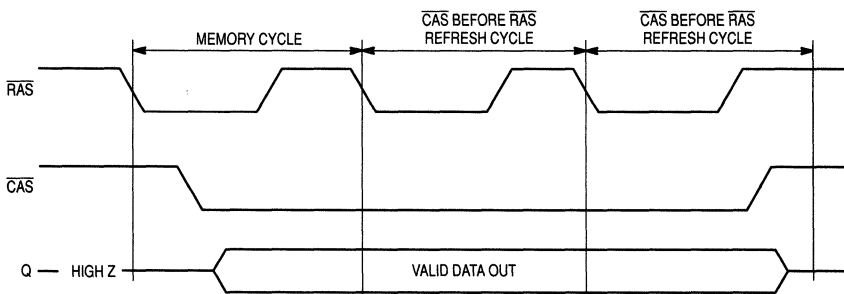 MEMORY CYCLE
CAS BEFORE RAS
REFRESH CYCLE
CAS BEFORE RAS
REFRESH CYCLE
RAS
CAS
Q
HIGH Z
VALID DATA OUT